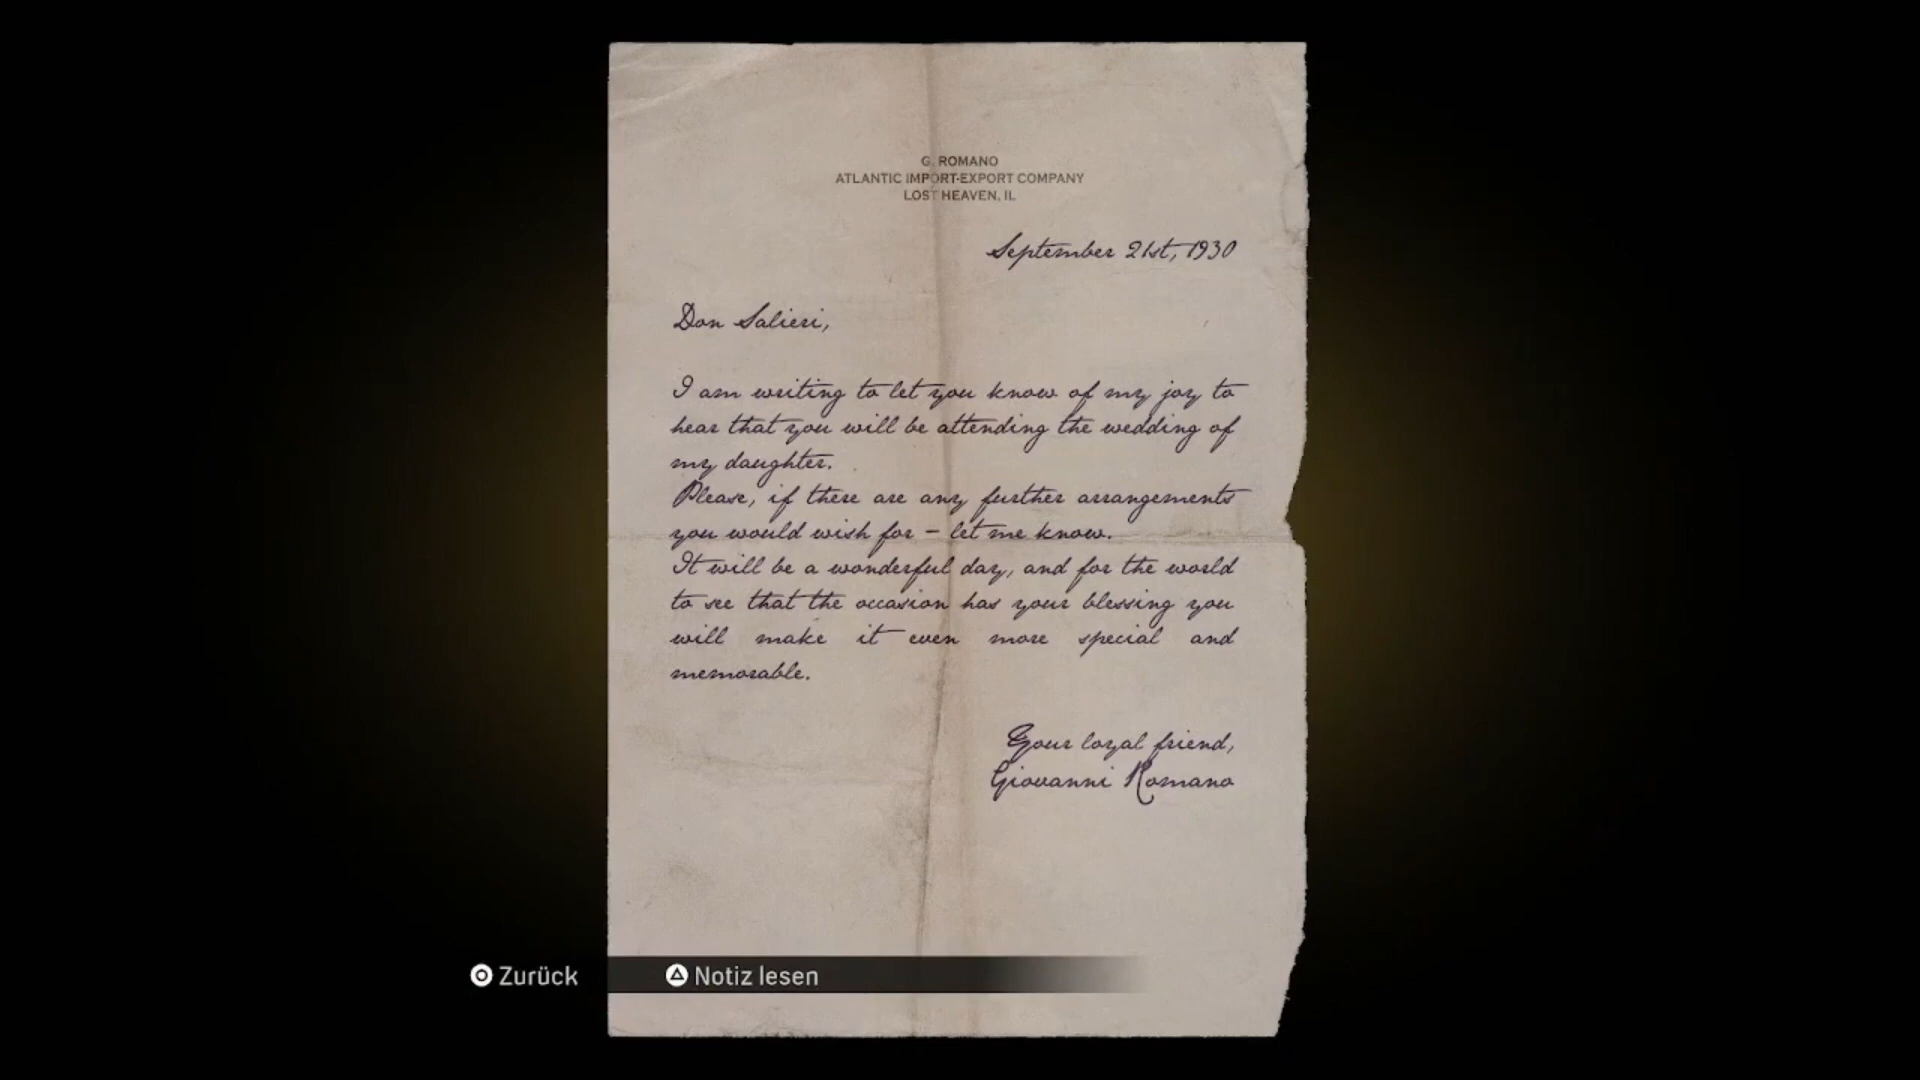 G. ROMANO
ATLANTIC IMPORT-EXPORT COMPANY
LOST HEAVEN, IL
September 21st, 1930
Don Salieri,
I am writing to let you know of my joy to
hear that you will be attending the wedding of
my daughter.
Please, if there are any further arrangements
you would wish for – let me know.
It will be a wonderful day, and for the world
to see that the occasion has your blessing you
will make it even more special and
memorable.
Your loyal friend,
Giovanni Romano
Zurück
Notiz lesen